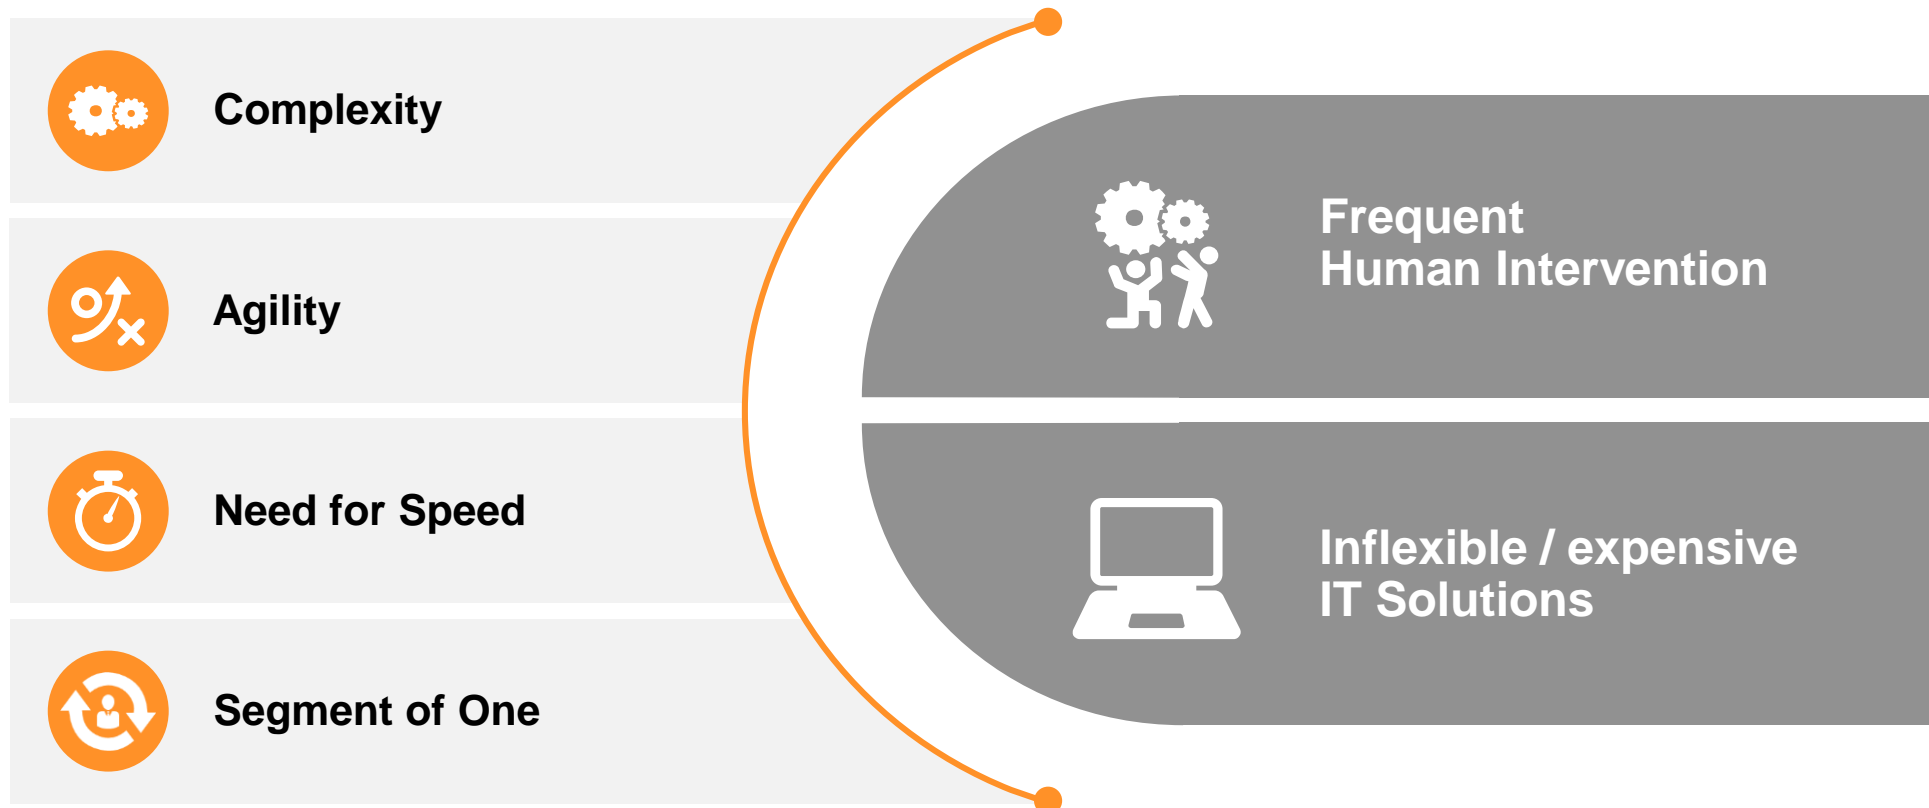 Complexity
Agility
Need for Speed
Segment of One
Frequent
Human Intervention
Inflexible / expensive
IT Solutions